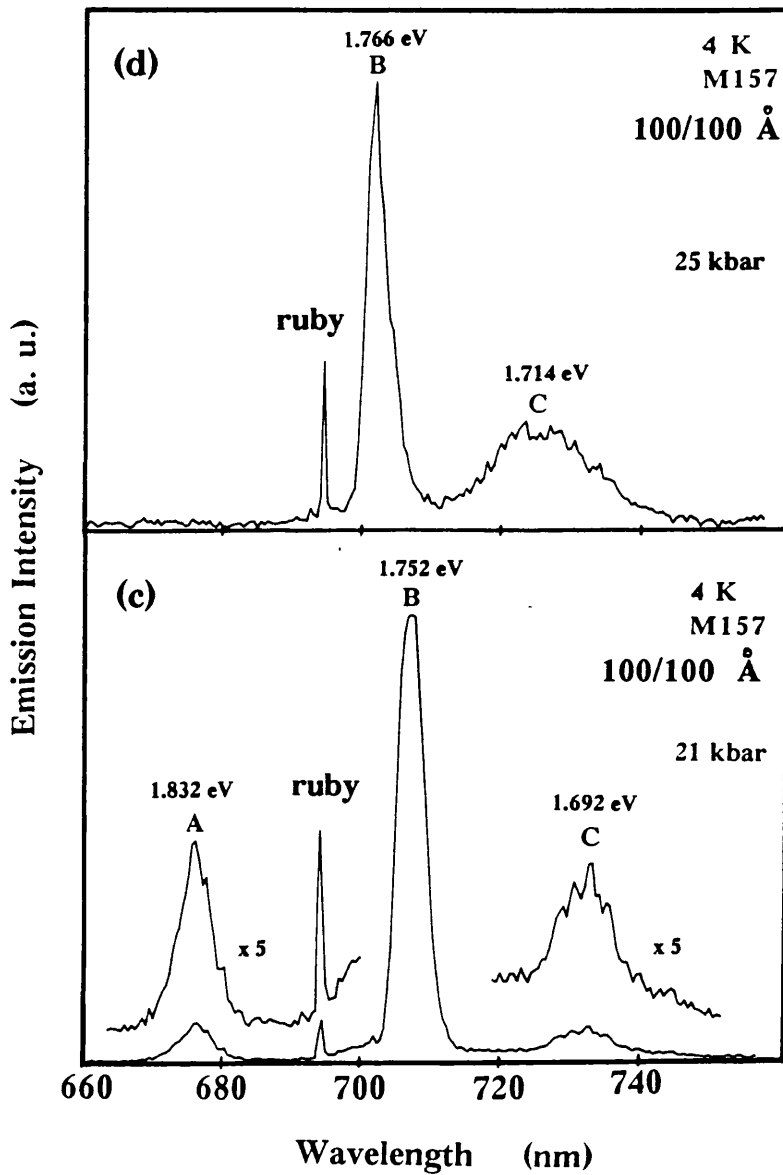 (d)
1.766 eV
B
4 K
M157
100/100 Å
25 kbar
ruby
1.714 eV
C
(c)
1.752 eV
B
4 K
M157
100/100 Å
21 kbar
1.832 eV
A
ruby
1.692 eV
C
x 5
x 5
660
680
700
720
740
Wavelength (nm)
Emission Intensity (a. u.)